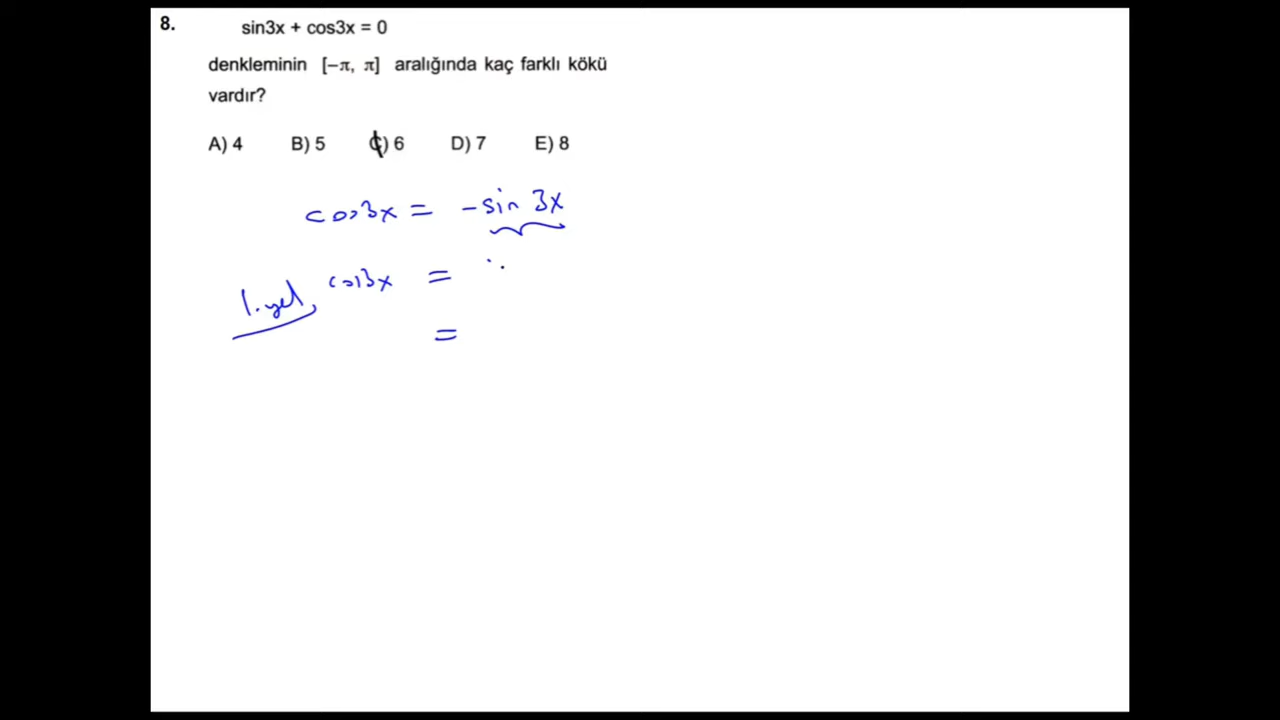 8. sin3x + cos3x = 0
denkleminin [−π, π] aralığında kaç farklı kökü
vardır?
A) 4 B) 5 C) 6 D) 7 E) 8
cos3x = -sin 3x
1. yol, cos3x =
=